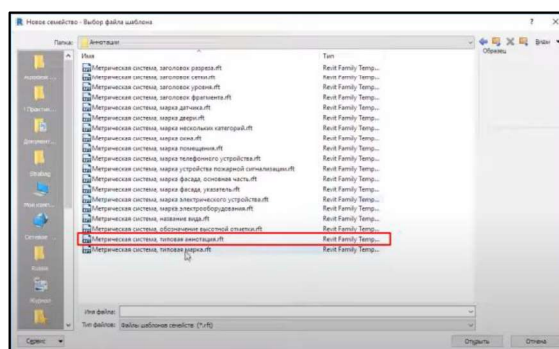 Новое семейство - Выбор файла шаблона
Папка: Аннотации
Имя Тип
Образец
Метрическая система, заголовок разреза.rft Revit Family Temp...
Метрическая система, заголовок сетки.rft Revit Family Temp...
Метрическая система, заголовок уровня.rft Revit Family Temp...
Метрическая система, заголовок фрагмента.rft Revit Family Temp...
Метрическая система, марка датчика.rft Revit Family Temp...
Метрическая система, марка двери.rft Revit Family Temp...
Метрическая система, марка нескольких категорий.rft Revit Family Temp...
Метрическая система, марка окна.rft Revit Family Temp...
Метрическая система, марка помещения.rft Revit Family Temp...
Метрическая система, марка телефонного устройства.rft Revit Family Temp...
Метрическая система, марка устройства пожарной сигнализации.rft Revit Family Temp...
Метрическая система, марка фасада, основная часть.rft Revit Family Temp...
Метрическая система, марка фасада, указатель.rft Revit Family Temp...
Метрическая система, марка электрического устройства.rft Revit Family Temp...
Метрическая система, марка электрооборудования.rft Revit Family Temp...
Метрическая система, название вида.rft Revit Family Temp...
Метрическая система, обозначение высотной отметки.rft Revit Family Temp...
Метрическая система, типовая аннотация.rft Revit Family Temp...
Метрическая система, типовая марка.rft Revit Family Temp...
Имя файла:
Тип файлов: Файлы шаблонов семейств (*.rft)
Сервис Открыть Отмена